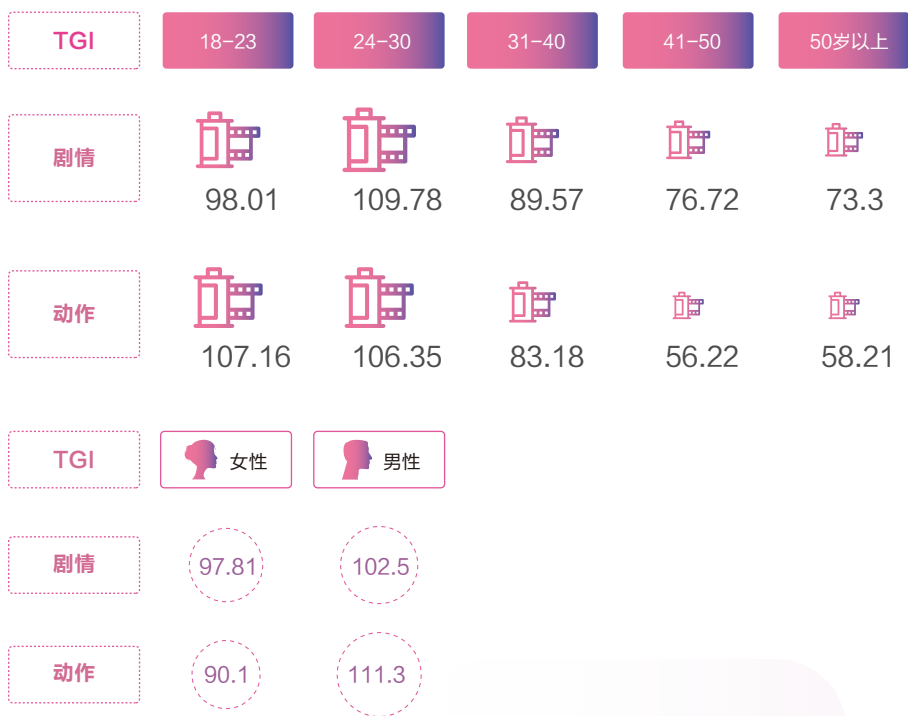 TGI 18-23 24-30 31-40 41-50 50岁以上
剧情 98.01 109.78 89.57 76.72 73.3
动作 107.16 106.35 83.18 56.22 58.21
TGI 女性 男性
剧情 97.81 102.5
动作 90.1 111.3